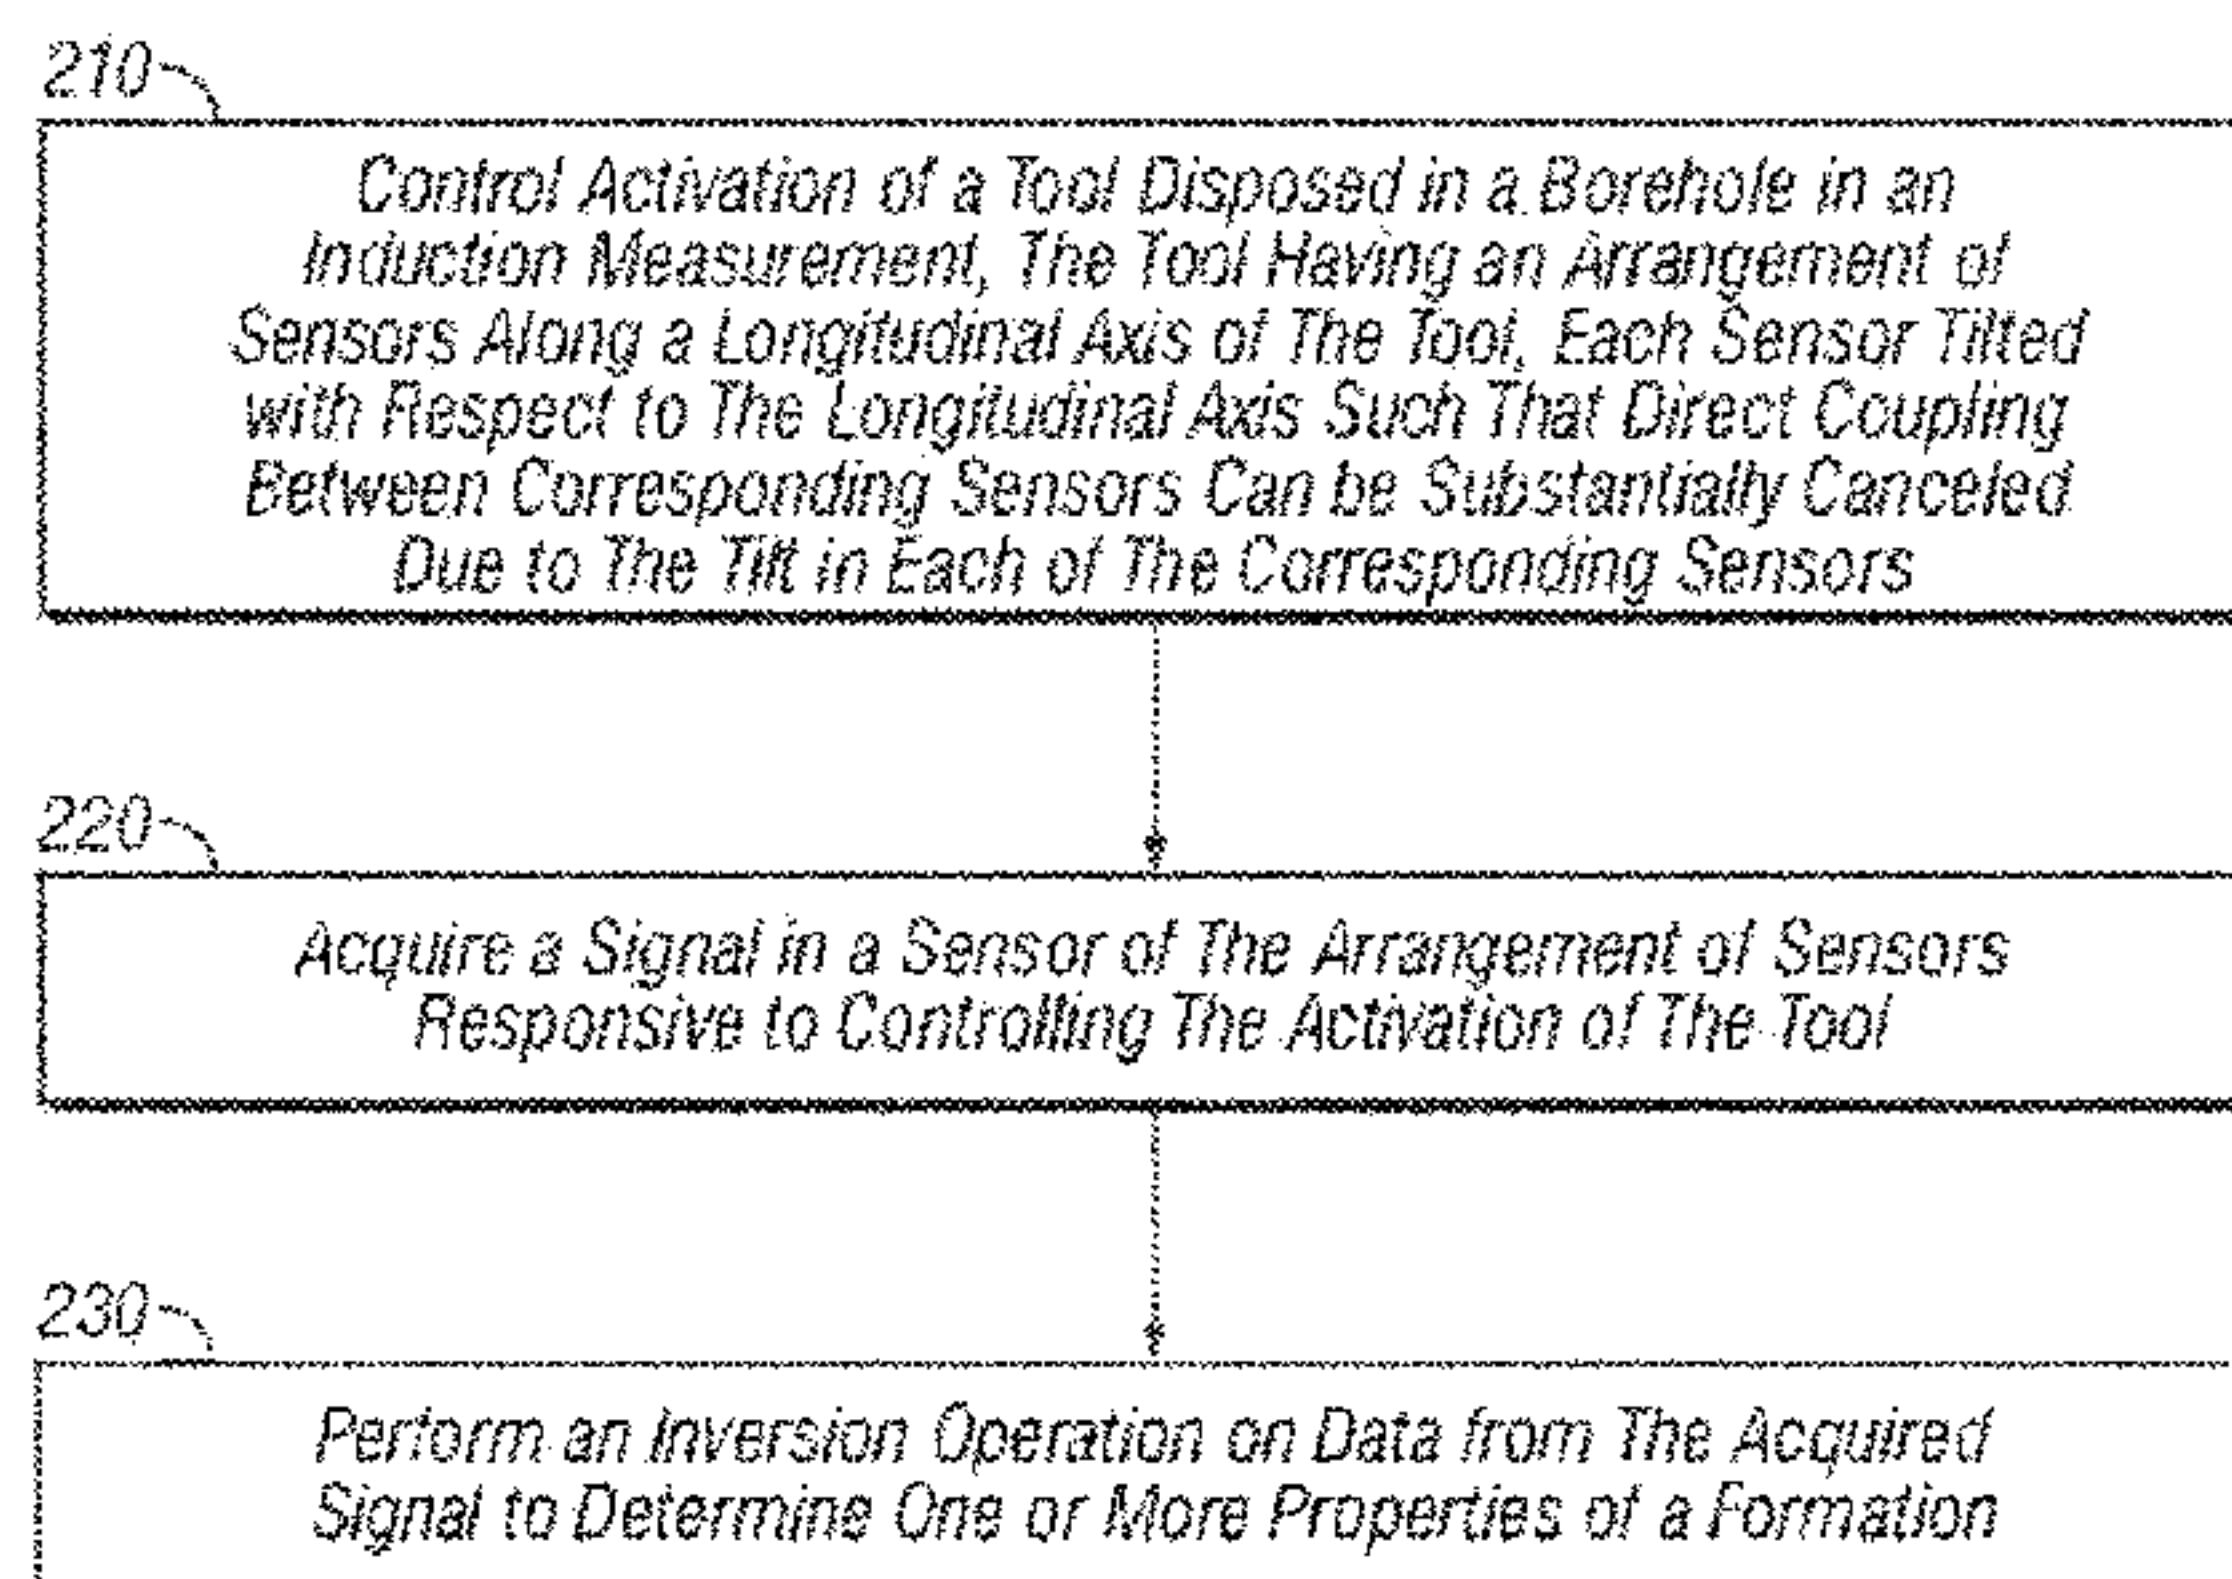 210
Control Activation of a Tool Disposed in a Borehole in an
Induction Measurement, The Tool Having an Arrangement of
Sensors Along a Longitudinal Axis of The Tool, Each Sensor Tilted
with Respect to The Longitudinal Axis Such That Direct Coupling
Between Corresponding Sensors Can be Substantially Canceled
Due to The Tilt in Each of The Corresponding Sensors
220
Acquire a Signal in a Sensor of The Arrangement of Sensors
Responsive to Controlling The Activation of The Tool
230
Perform an Inversion Operation on Data from The Acquired
Signal to Determine One or More Properties of a Formation